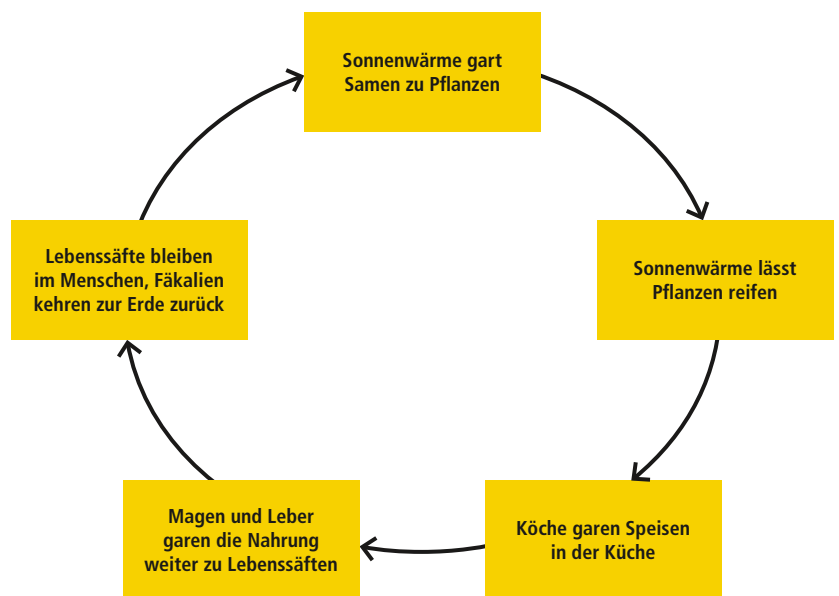 Sonnenwärme gart
Samen zu Pflanzen
Sonnenwärme lässt
Pflanzen reifen
Köche garen Speisen
in der Küche
Magen und Leber
garen die Nahrung
weiter zu Lebenssäften
Lebenssäfte bleiben
im Menschen, Fäkalien
kehren zur Erde zurück